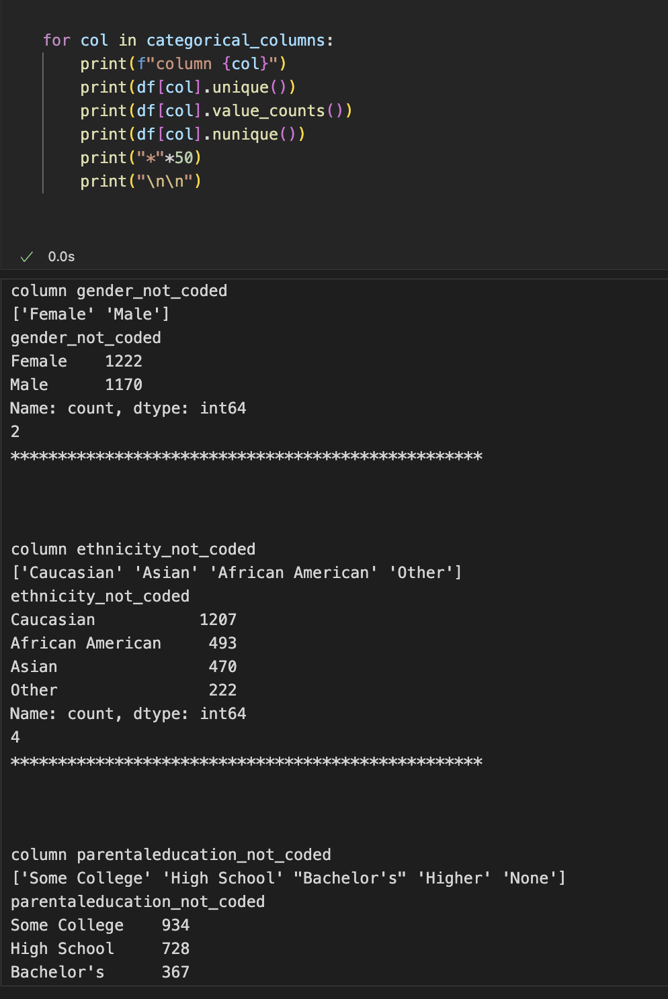 for col in categorical_columns:
    print(f"column {col}")
    print(df[col].unique())
    print(df[col].value_counts())
    print(df[col].nunique())
    print("*"*50)
    print("\n\n")
✓ 0.0s
column gender_not_coded
['Female' 'Male']
gender_not_coded
Female    1222
Male      1170
Name: count, dtype: int64
2
**************************************************
column ethnicity_not_coded
['Caucasian' 'Asian' 'African American' 'Other']
ethnicity_not_coded
Caucasian           1207
African American     493
Asian                470
Other                222
Name: count, dtype: int64
4
**************************************************
column parentaleducation_not_coded
['Some College' 'High School' "Bachelor's" 'Higher' 'None']
parentaleducation_not_coded
Some College    934
High School     728
Bachelor's      367